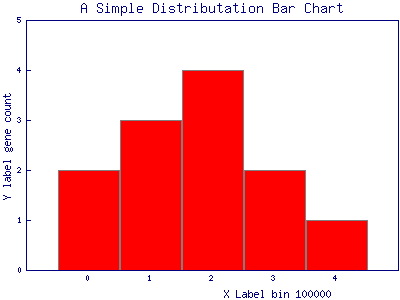 A Simple Distributation Bar Chart
5
4
3
2
1
0
Y label gene count
0 1 2 3 4
X Label bin 100000